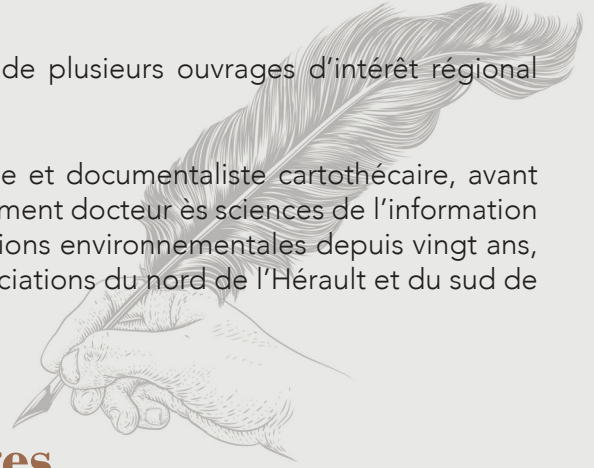 de plusieurs ouvrages d'intérêt régional
e et documentaliste cartothécaire, avant
ment docteur ès sciences de l'information
ions environnementales depuis vingt ans,
ciations du nord de l'Hérault et du sud de
res